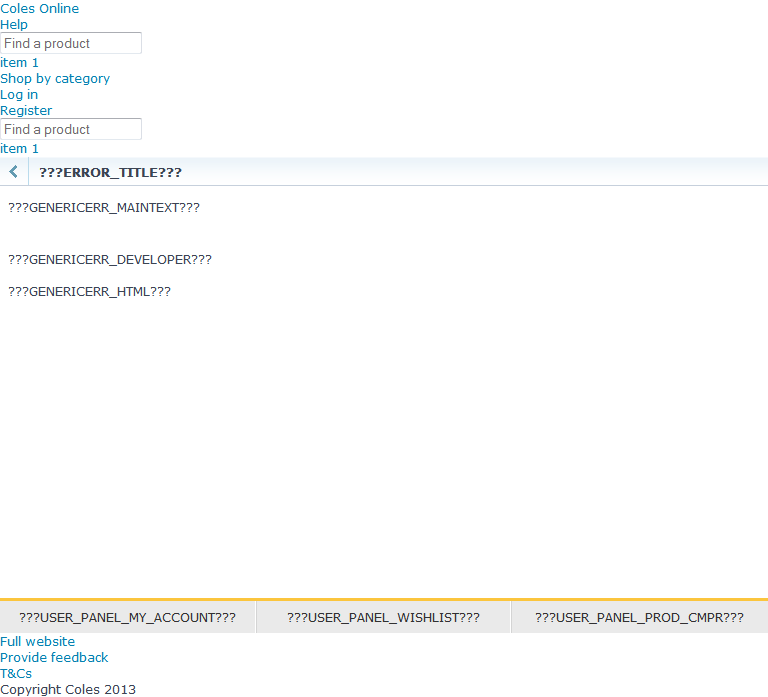 Coles Online
Help
Find a product
item 1
Shop by category
Log in
Register
Find a product
item 1
???ERROR_TITLE???
???GENERICERR_MAINTEXT???
???GENERICERR_DEVELOPER???
???GENERICERR_HTML???
???USER_PANEL_MY_ACCOUNT??? ???USER_PANEL_WISHLIST??? ???USER_PANEL_PROD_CMPR???
Full website
Provide feedback
T&Cs
Copyright Coles 2013